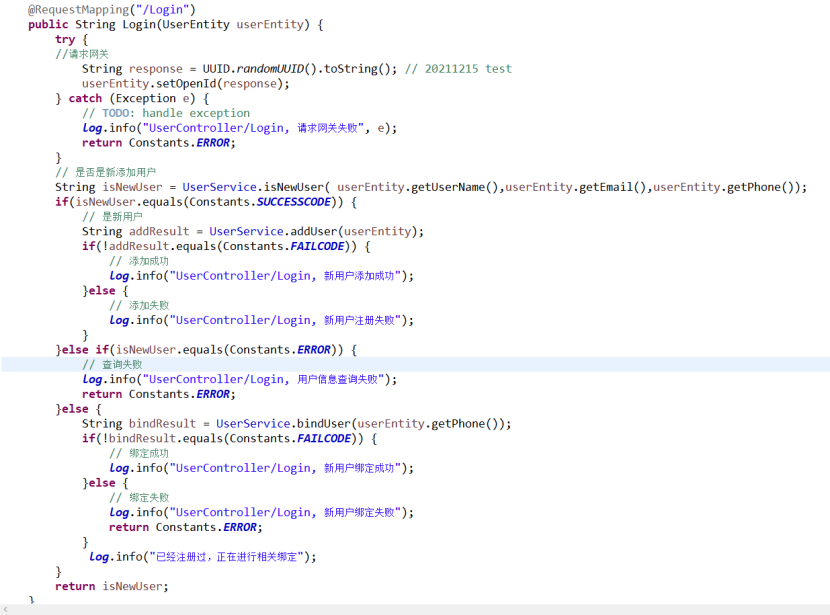 @RequestMapping("/Login")
public String Login(UserEntity userEntity) {
try {
//请求网关
String response = UUID.randomUUID().toString(); // 20211215 test
userEntity.setOpenId(response);
} catch (Exception e) {
// TODO: handle exception
log.info("UserController/Login, 请求网关失败", e);
return Constants.ERROR;
}
// 是否是新添加用户
String isNewUser = UserService.isNewUser( userEntity.getUserName(),userEntity.getEmail(),userEntity.getPhone());
if(isNewUser.equals(Constants.SUCCESSCODE)) {
// 是新用户
String addResult = UserService.addUser(userEntity);
if(!addResult.equals(Constants.FAILCODE)) {
// 添加成功
log.info("UserController/Login, 新用户添加成功");
}else {
// 添加失败
log.info("UserController/Login, 新用户注册失败");
}
}else if(isNewUser.equals(Constants.ERROR)) {
// 查询失败
log.info("UserController/Login, 用户信息查询失败");
return Constants.ERROR;
}else {
String bindResult = UserService.bindUser(userEntity.getPhone());
if(!bindResult.equals(Constants.FAILCODE)) {
// 绑定成功
log.info("UserController/Login, 新用户绑定成功");
}else {
// 绑定失败
log.info("UserController/Login, 新用户绑定失败");
return Constants.ERROR;
}
log.info("已经注册过，正在进行相关绑定");
}
return isNewUser;
}